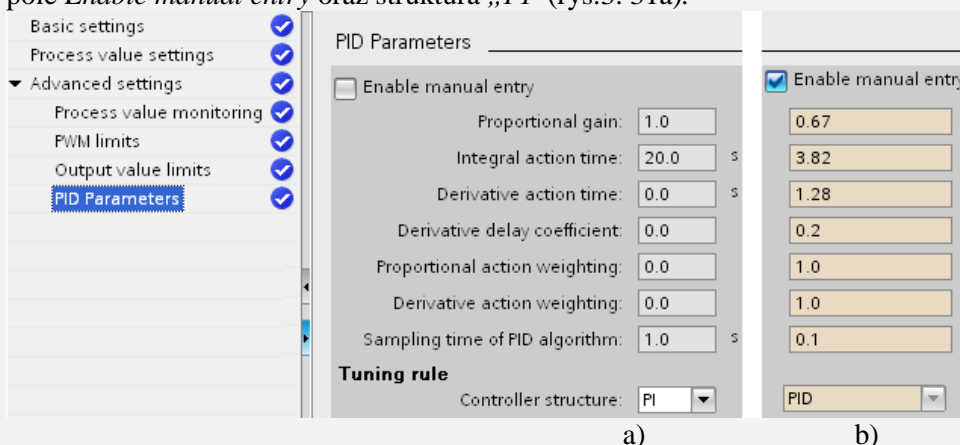 pole Enable manual entry oraz struktura „PI” (rys.3. 31a).
Basic settings
Process value settings
Advanced settings
Process value monitoring
PWM limits
Output value limits
PID Parameters
PID Parameters
Enable manual entry
Proportional gain: 1.0
Integral action time: 20.0 s
Derivative action time: 0.0 s
Derivative delay coefficient: 0.0
Proportional action weighting: 0.0
Derivative action weighting: 0.0
Sampling time of PID algorithm: 1.0 s
Tuning rule
Controller structure: PI
Enable manual entry
0.67
3.82
1.28
0.2
1.0
1.0
0.1
PID
a) b)